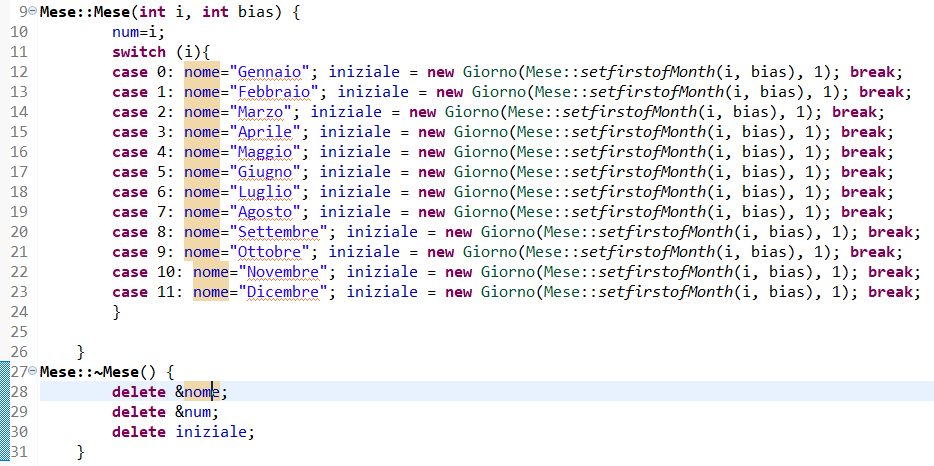 9 Mese::Mese(int i, int bias) {
10 num=i;
11 switch (i){
12 case 0: nome="Gennaio"; iniziale = new Giorno(Mese::setfirstofMonth(i, bias), 1); break;
13 case 1: nome="Febbraio"; iniziale = new Giorno(Mese::setfirstofMonth(i, bias), 1); break;
14 case 2: nome="Marzo"; iniziale = new Giorno(Mese::setfirstofMonth(i, bias), 1); break;
15 case 3: nome="Aprile"; iniziale = new Giorno(Mese::setfirstofMonth(i, bias), 1); break;
16 case 4: nome="Maggio"; iniziale = new Giorno(Mese::setfirstofMonth(i, bias), 1); break;
17 case 5: nome="Giugno"; iniziale = new Giorno(Mese::setfirstofMonth(i, bias), 1); break;
18 case 6: nome="Luglio"; iniziale = new Giorno(Mese::setfirstofMonth(i, bias), 1); break;
19 case 7: nome="Agosto"; iniziale = new Giorno(Mese::setfirstofMonth(i, bias), 1); break;
20 case 8: nome="Settembre"; iniziale = new Giorno(Mese::setfirstofMonth(i, bias), 1); break;
21 case 9: nome="Ottobre"; iniziale = new Giorno(Mese::setfirstofMonth(i, bias), 1); break;
22 case 10: nome="Novembre"; iniziale = new Giorno(Mese::setfirstofMonth(i, bias), 1); break;
23 case 11: nome="Dicembre"; iniziale = new Giorno(Mese::setfirstofMonth(i, bias), 1); break;
24 }
25
26 }
27 Mese::~Mese() {
28 delete &nome;
29 delete &num;
30 delete iniziale;
31 }